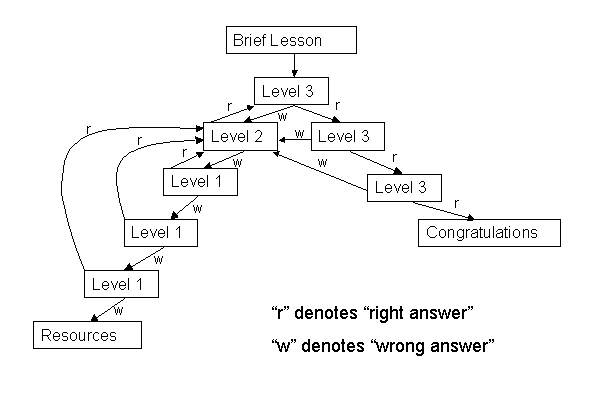 Brief Lesson
Level 3
r
w
r
r
Level 2
w
Level 3
r
r
w
w
r
Level 1
Level 3
w
r
Level 1
Congratulations
w
Level 1
w
Resources
"r" denotes "right answer"
"w" denotes "wrong answer"